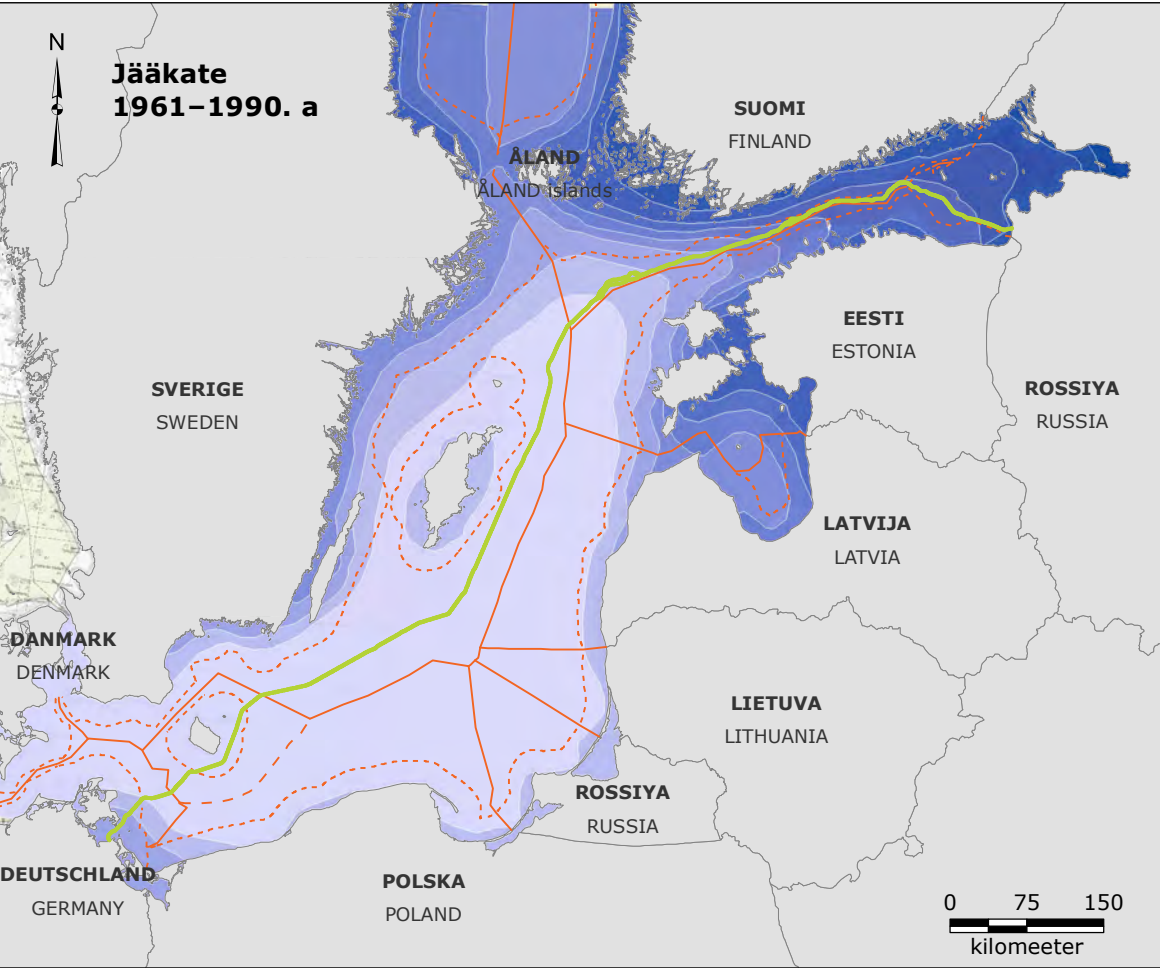 N
Jääkate
1961–1990. a
SUOMI
FINLAND
ÅLAND
ÅLAND islands
EESTI
ESTONIA
SVERIGE
SWEDEN
ROSSIYA
RUSSIA
LATVIJA
LATVIA
DANMARK
DENMARK
LIETUVA
LITHUANIA
ROSSIYA
RUSSIA
DEUTSCHLAND
GERMANY
POLSKA
POLAND
0 75 150
kilomeeter